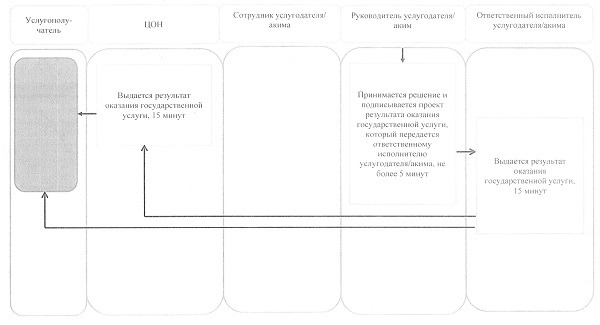 Услугополу-
чатель
ЦОН
Сотрудник услугодателя/
акима
Руководитель услугодателя/
аким
Ответственный исполнитель
услугодателя/акима
Выдается результат
оказания государственной
услуги, 15 минут
Принимается решение и
подписывается проект
результата оказания
государственной услуги,
который передается
ответственному
исполнителю
услугодателя/акима, не
более 5 минут
Выдается результат
оказания
государственной услуги,
15 минут